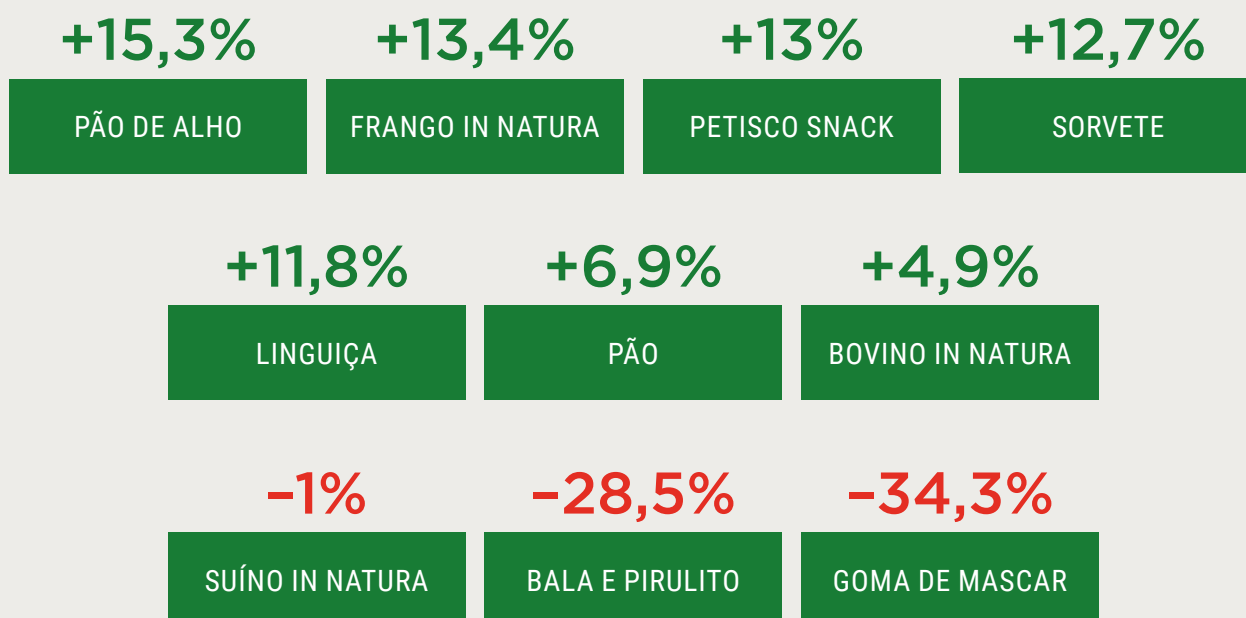 +15,3% +13,4% +13% +12,7%
PÃO DE ALHO FRANGO IN NATURA PETISCO SNACK SORVETE
+11,8% +6,9% +4,9%
LINGUIÇA PÃO BOVINO IN NATURA
–1% –28,5% –34,3%
SUÍNO IN NATURA BALA E PIRULITO GOMA DE MASCAR